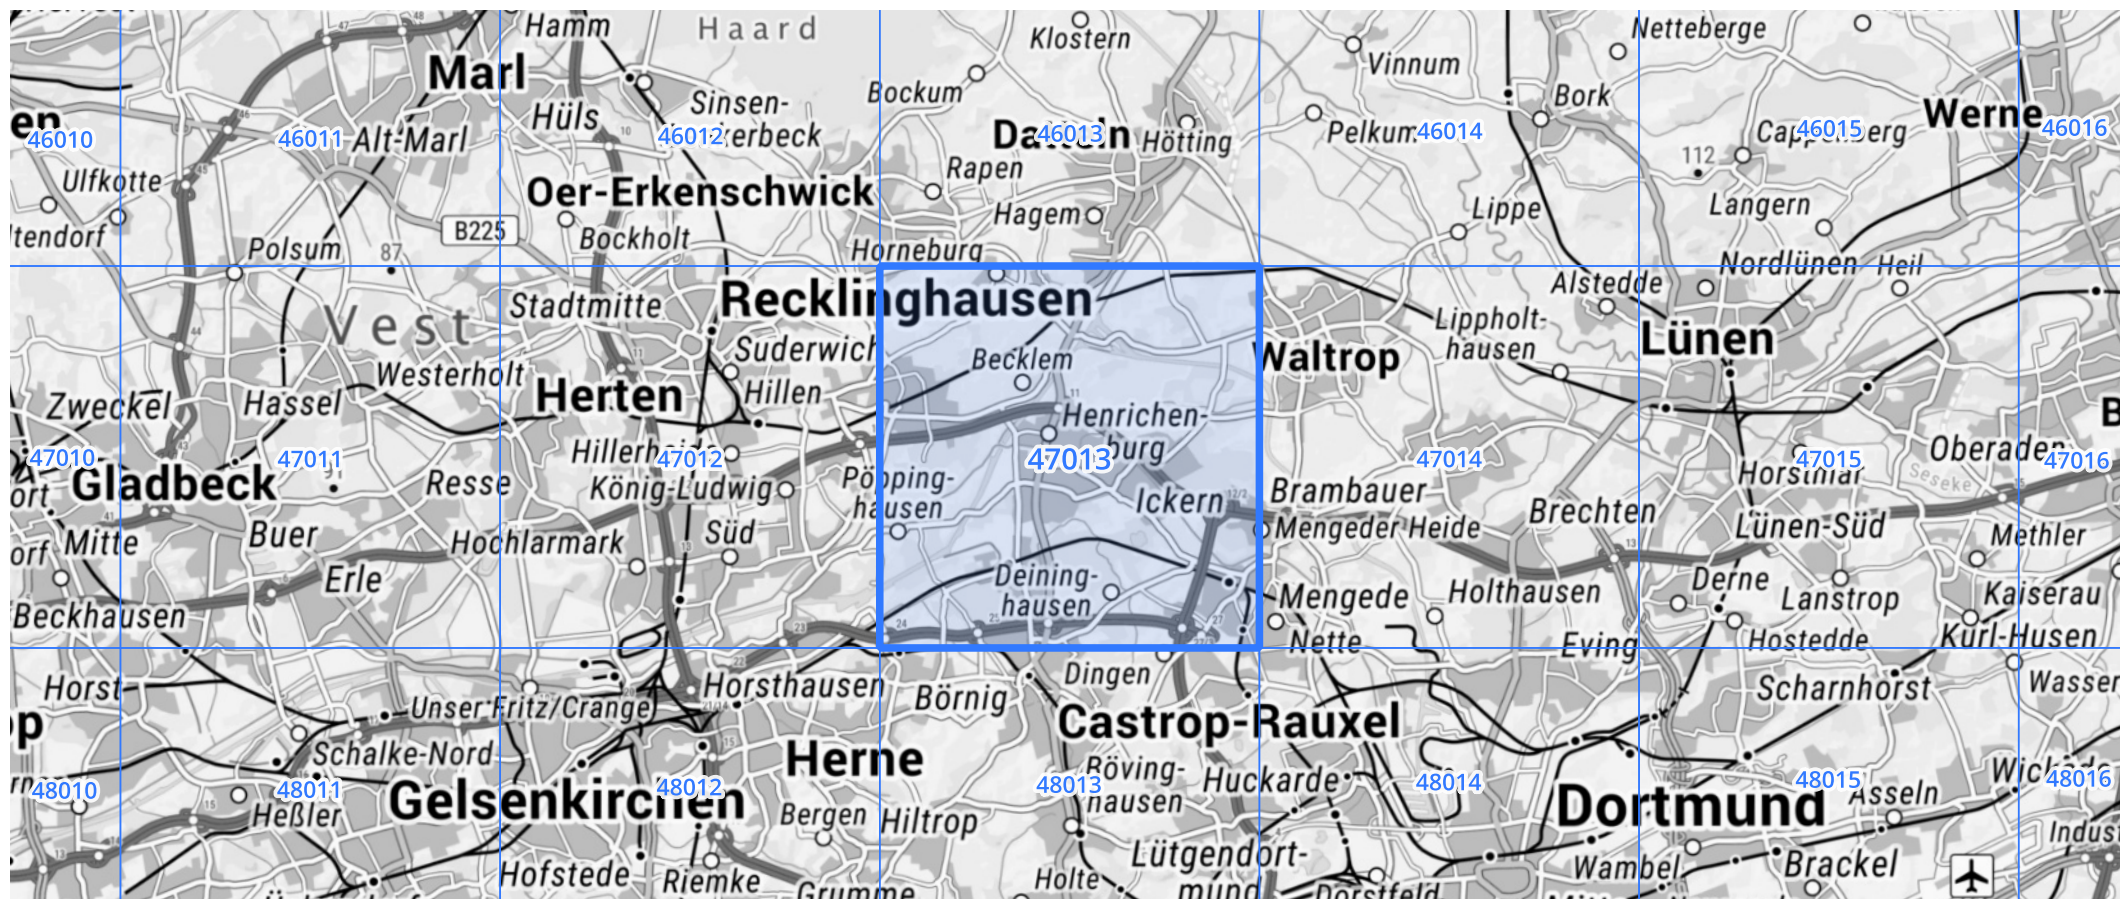 Hamm
Haard
Klostern
Netteberge
Vinnum
Marl
Bockum
Bork
Hüls
Sinsen-
Werne
Datteln
Hötting
Pelkum
Cappenberg
46010
46011
Alt-Marl
46012
46013
46014
46015
46016
Rapen
112
Ulfkotte
Oer-Erkenschwick
Langern
Hagem
Lippe
B225
Polsum
87
Bockholt
Horneburg
Nordlünen
Heil
Alstedde
Stadtmitte
Recklinghausen
Vest
Lippholt-
hausen
Lünen
Suderwich
Becklem
Waltrop
Westerholt
Herten
Hillen
Zweckel
Hassel
Henrichen-
burg
Oberaden
47010
47011
47012
47013
47014
47015
47016
Horstmar
Seseke
Gladbeck
91
Resse
König-Ludwig
Pöpping-
hausen
Ickern
Brambauer
Mengeder Heide
Brechten
Lünen-Süd
Methler
Mitte
Buer
Hochlarmark
Süd
Erle
Deining-
hausen
Mengede
Holthausen
Derne
Lanstrop
Kaiserau
Beckhausen
Nette
Eving
Hostedde
Kurl-Husen
Horst
Unser Fritz/Crange
Horsthausen
Börnig
Dingen
Scharnhorst
Castrop-Rauxel
Schalke-Nord
Herne
Böving-
hausen
Huckarde
48010
48011
48012
48013
48014
48015
48016
Gelsenkirchen
Dortmund
Asseln
Heßler
Bergen
Hiltrop
Lütgendort-
mund
Hofstede
Riemke
Grumme
Holte
Dorstfeld
Wambel
Brackel